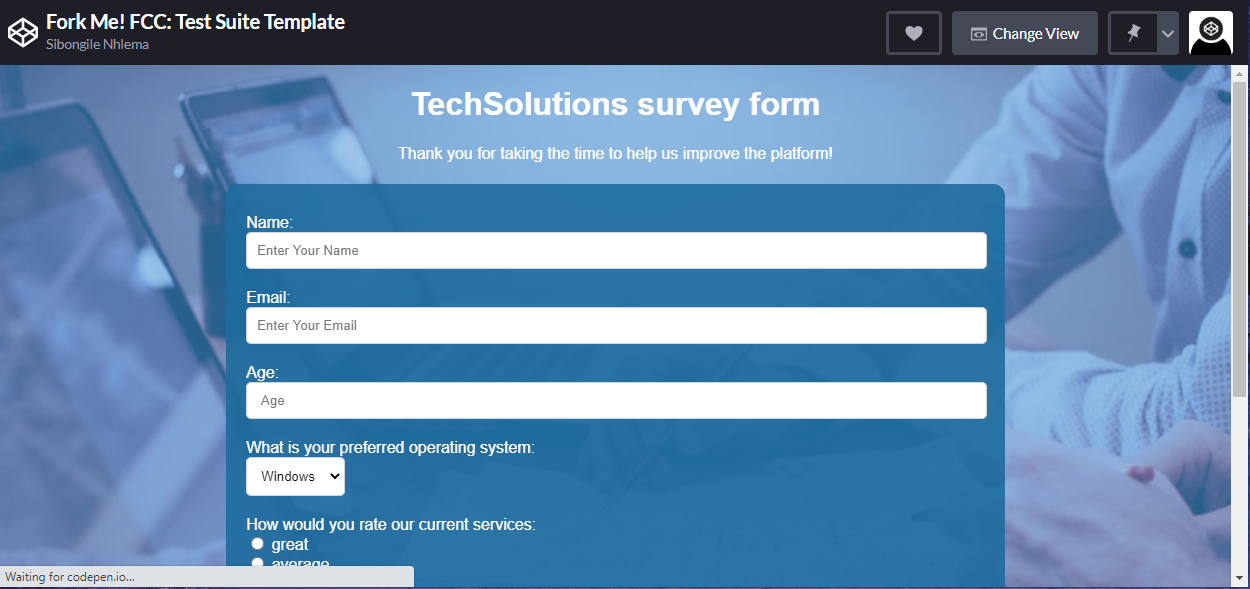 Fork Me! FCC: Test Suite Template
Sibongile Nhlema
Change View
TechSolutions survey form
Thank you for taking the time to help us improve the platform!
Name:
Enter Your Name
Email:
Enter Your Email
Age:
Age
What is your preferred operating system:
Windows
How would you rate our current services:
great
average
Waiting for codepen.io...